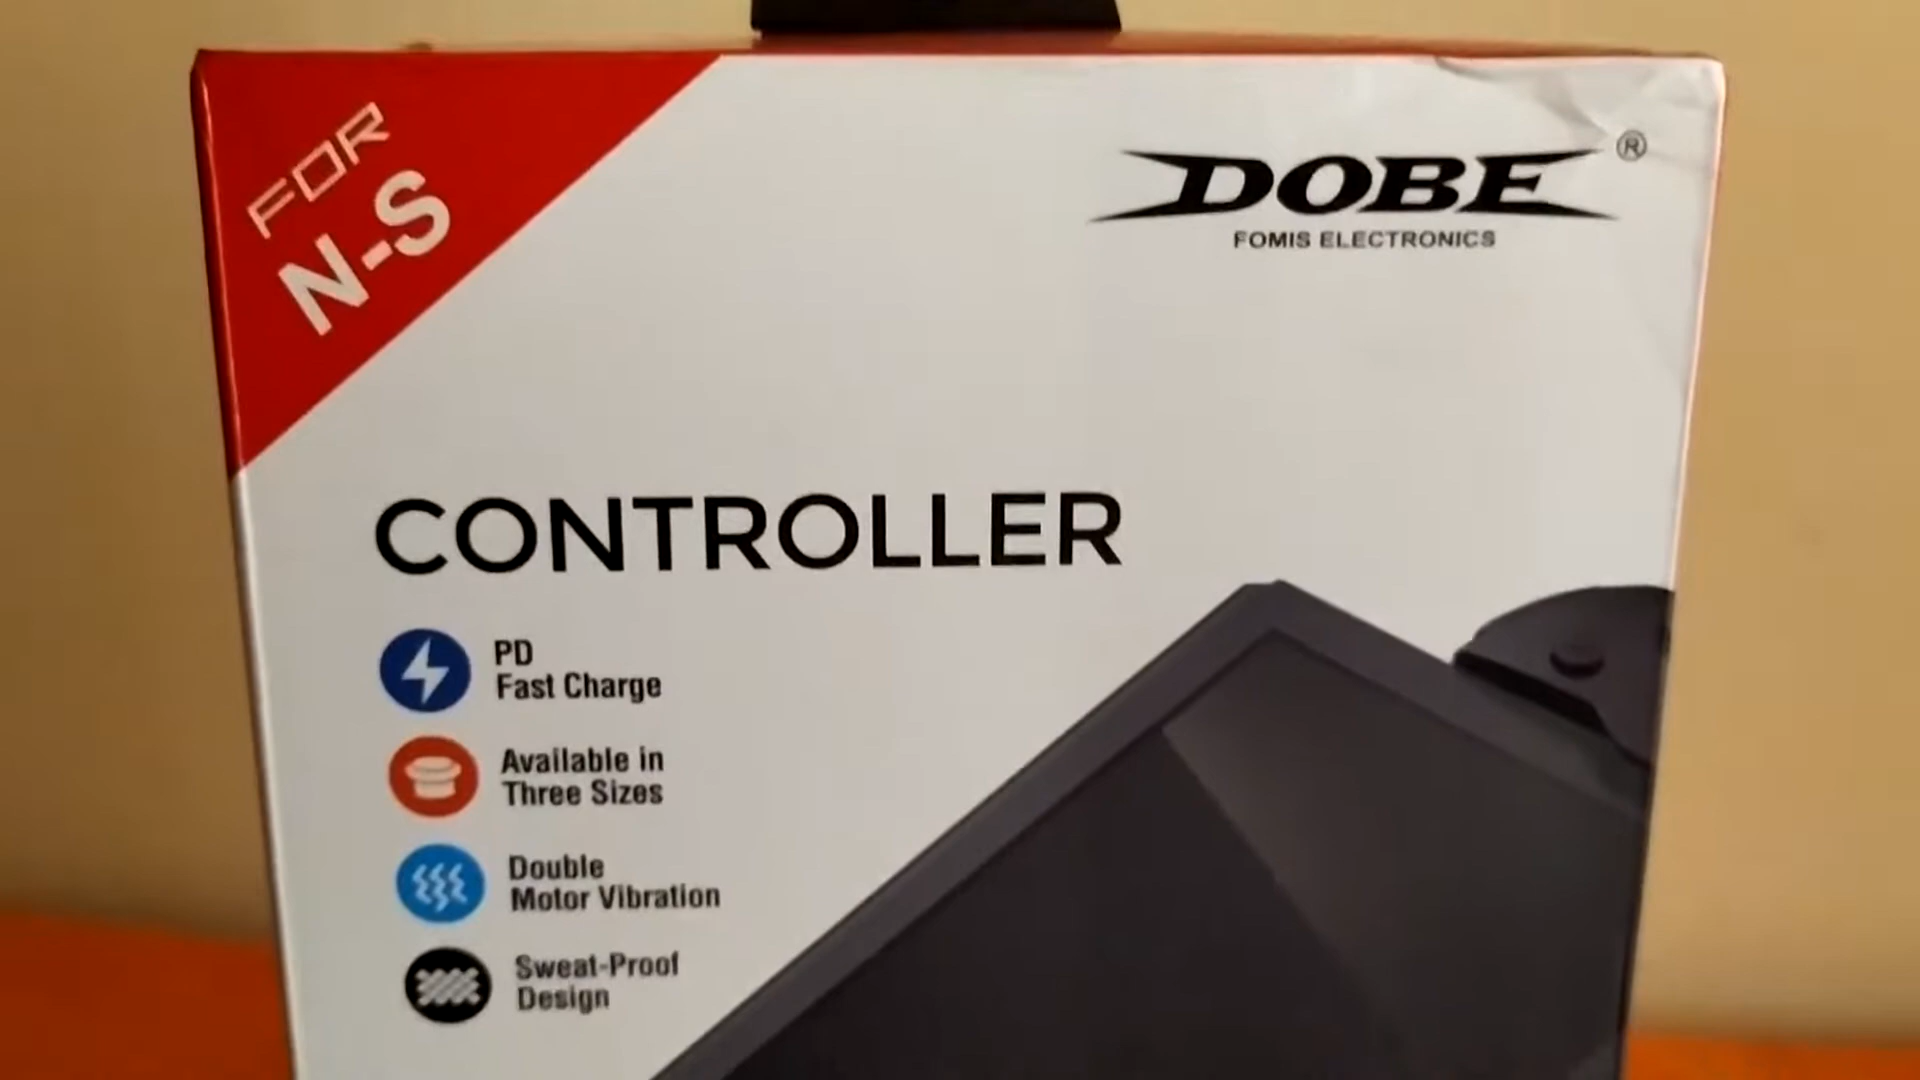 FOR
N-S
DOBE ®
FOMIS ELECTRONICS
CONTROLLER
PD
Fast Charge
Available in
Three Sizes
Double
Motor Vibration
Sweat-Proof
Design